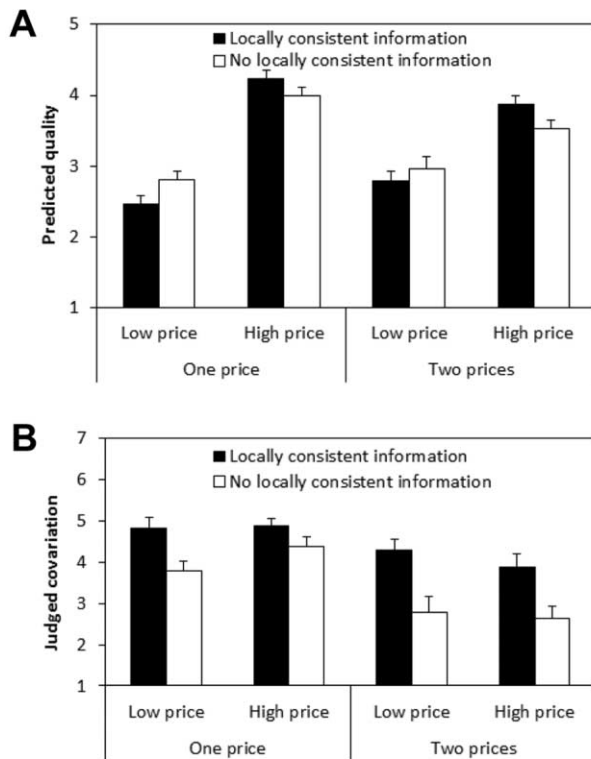 A
5
Locally consistent information
No locally consistent information
4
Predicted quality
3
2
1
Low price High price Low price High price
One price Two prices
B
7
Locally consistent information
6
No locally consistent information
5
Judged covariation
4
3
2
1
Low price High price Low price High price
One price Two prices